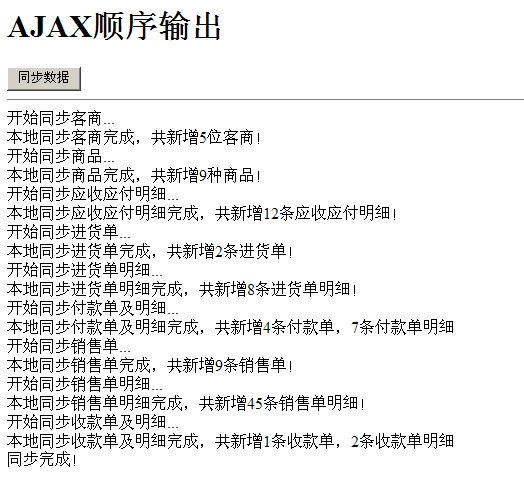 AJAX顺序输出
同步数据
开始同步客商...
本地同步客商完成，共新增5位客商！
开始同步商品...
本地同步商品完成，共新增9种商品！
开始同步应收应付明细...
本地同步应收应付明细完成，共新增12条应收应付明细！
开始同步进货单...
本地同步进货单完成，共新增2条进货单！
开始同步进货单明细...
本地同步进货单明细完成，共新增8条进货单明细！
开始同步付款单及明细...
本地同步付款单及明细完成，共新增4条付款单，7条付款单明细
开始同步销售单...
本地同步销售单完成，共新增9条销售单！
开始同步销售单明细...
本地同步销售单明细完成，共新增45条销售单明细！
开始同步收款单及明细...
本地同步收款单及明细完成，共新增1条收款单，2条收款单明细
同步完成！